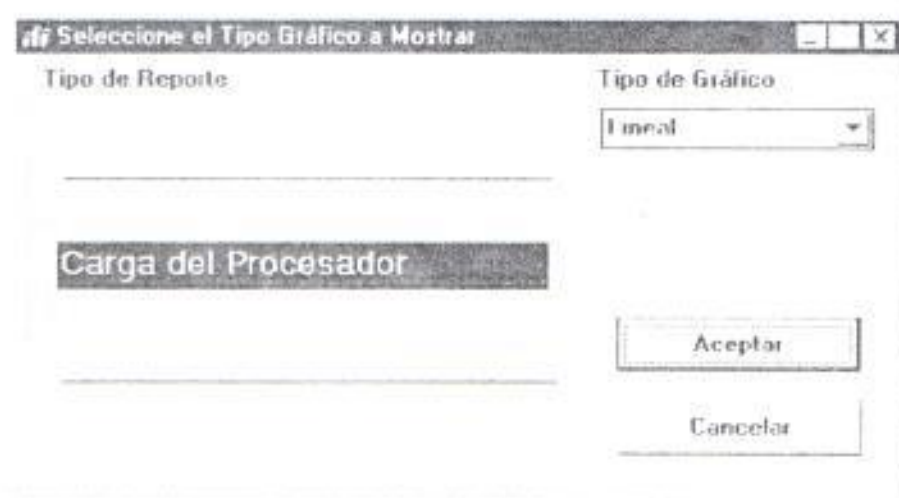 Seleccione el Tipo Gráfico a Mostrar
Tipo de Reporte
Tipo de Gráfico
Lineal
Carga del Procesador
Aceptar
Cancelar